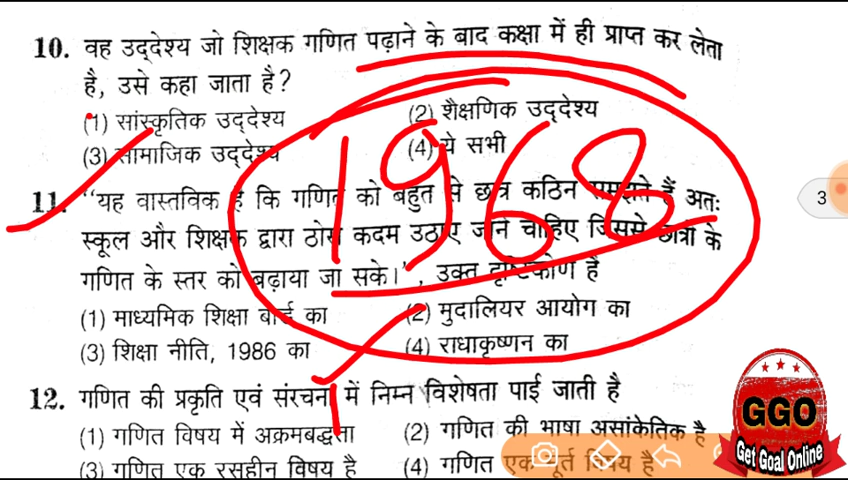 10. वह उद्देश्य जो शिक्षक गणित पढ़ाने के बाद कक्षा में ही प्राप्त कर लेता
है, उसे कहा जाता है?
(1) सांस्कृतिक उद्देश्य (2) शैक्षणिक उद्देश्य
(3) सामाजिक उद्देश्य (4) ये सभी
1968
11. “यह वास्तविक है कि गणित को बहुत से छात्र कठिन समझते हैं अतः
स्कूल और शिक्षक द्वारा ठोस कदम उठाए जाने चाहिए जिससे छात्रों के
गणित के स्तर को बढ़ाया जा सके।”, उक्त दृष्टिकोण है
(1) माध्यमिक शिक्षा बोर्ड का (2) मुदालियर आयोग का
(3) शिक्षा नीति, 1986 का (4) राधाकृष्णन का
12. गणित की प्रकृति एवं संरचना में निम्न विशेषता पाई जाती है
(1) गणित विषय में अक्रमबद्धता (2) गणित की भाषा असांकेतिक है
(3) गणित एक रसहीन विषय है (4) गणित एक मूर्त विषय है
3
GGO
Get Goal Online